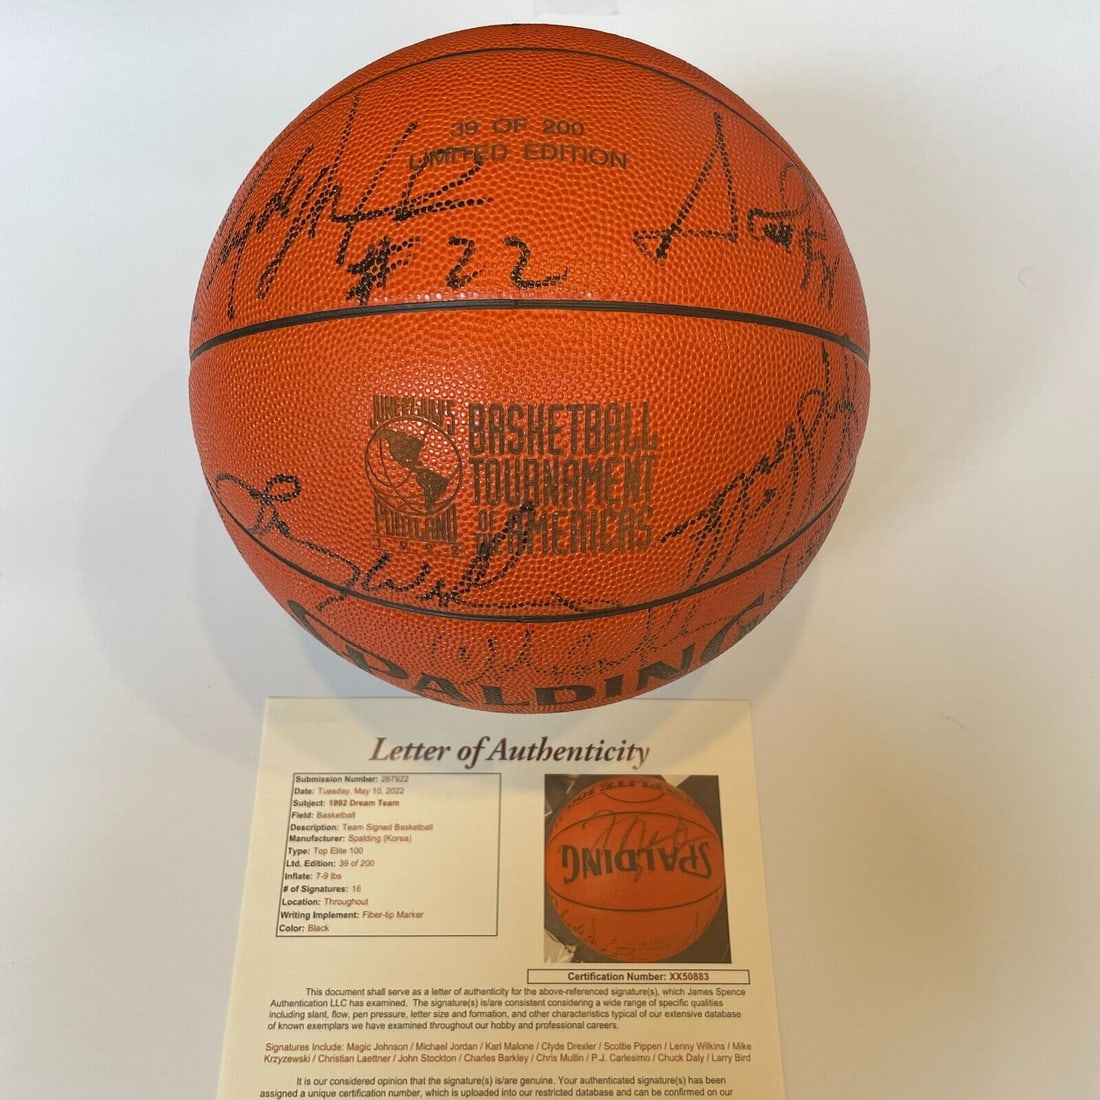 39 OF 200
LIMITED EDITION
#22
BASKETBALL
TOURNAMENT
OF THE AMERICAS
PORTLAND
1992
Lenny Wilkens
SPALDING
Letter of Authenticity
Submission Number: 267922
Date: Tuesday, May 10, 2022
Subject: 1992 Dream Team
Field: Basketball
Description: Team Signed Basketball
Manufacturer: Spalding (Korea)
Type: Top Elite 100
Ltd. Edition: 39 of 200
Inflate: 7-9 lbs
# of Signatures: 16
Location: Throughout
Writing Implement: Fiber-tip Marker
Color: Black
SPALDING
Certification Number: XX50883
This document shall serve as a letter of authenticity for the above-referenced signature(s), which James Spence
Authentication LLC has examined. The signature(s) is/are consistent considering a wide range of specific qualities
including slant, flow, pen pressure, letter size and formation, and other characteristics typical of our extensive database
of known exemplars we have examined throughout our hobby and professional careers.
Signatures Include: Magic Johnson / Michael Jordan / Karl Malone / Clyde Drexler / Scottie Pippen / Lenny Wilkins / Mike
Krzyzewski / Christian Laettner / John Stockton / Charles Barkley / Chris Mullin / P.J. Carlesimo / Chuck Daly / Larry Bird
It is our considered opinion that the signature(s) is/are genuine. Your authenticated signature(s) has been
assigned a unique certification number, which is uploaded into our restricted database and can be confirmed on our